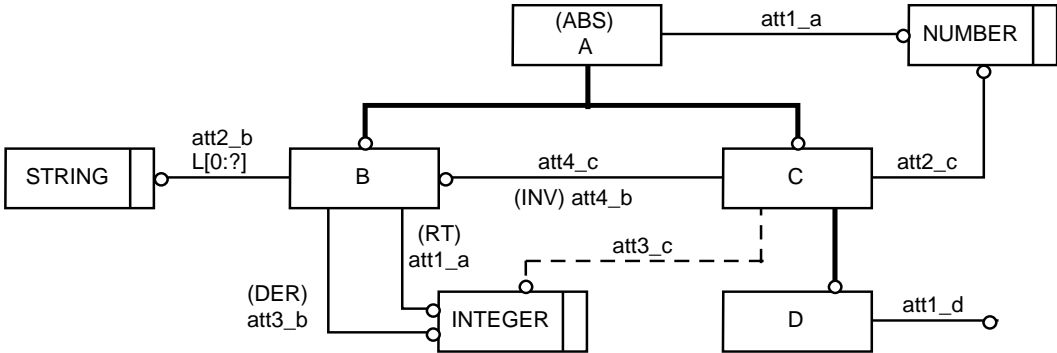 (ABS)
A
att1_a
NUMBER
STRING
att2_b
L[0:?]
B
att4_c
(INV) att4_b
C
att2_c
(RT)
att1_a
att3_c
(DER)
att3_b
INTEGER
D
att1_d